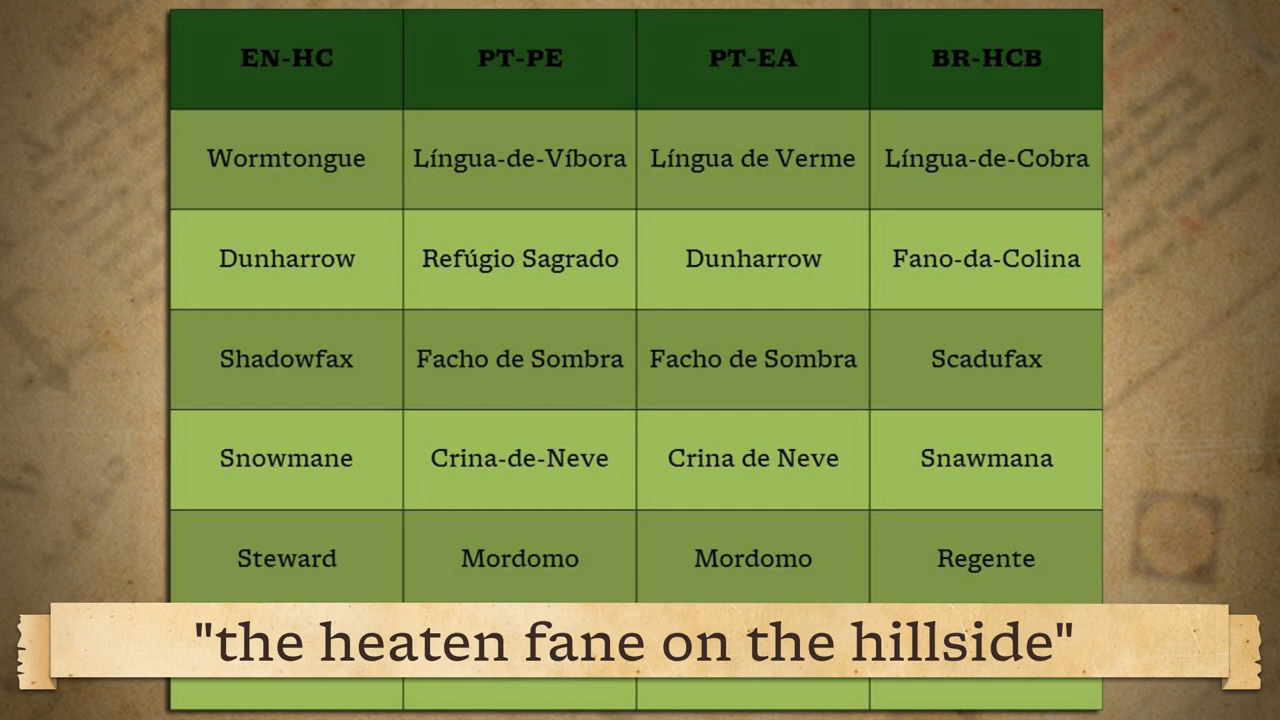 EN-HC PT-PE PT-EA BR-HCB
Wormtongue Língua-de-Víbora Língua de Verme Língua-de-Cobra
Dunharrow Refúgio Sagrado Dunharrow Fano-da-Colina
Shadowfax Facho de Sombra Facho de Sombra Scadufax
Snowmane Crina-de-Neve Crina de Neve Snawmana
Steward Mordomo Mordomo Regente
"the heaten fane on the hillside"